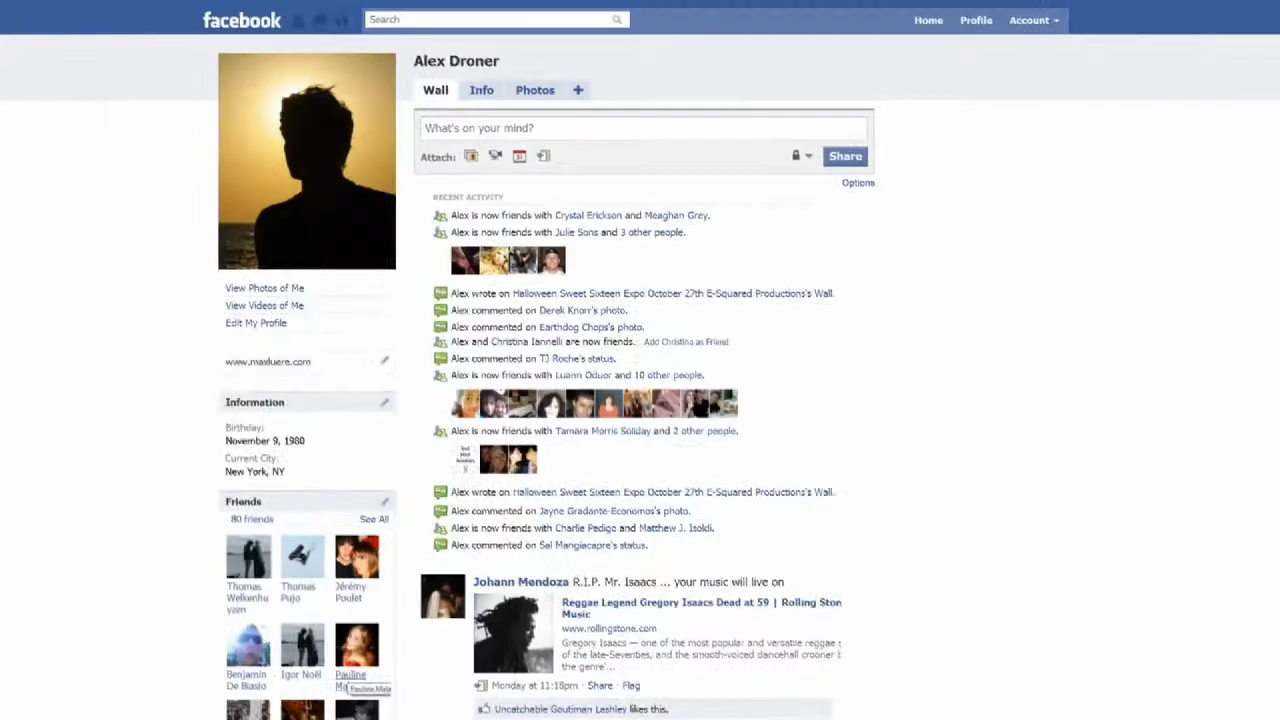 facebook
Search
Home Profile Account
Alex Droner
Wall Info Photos +
What's on your mind?
Attach:
31
Share
Options
RECENT ACTIVITY
Alex is now friends with Crystal Erickson and Meaghan Grey.
Alex is now friends with Julie Sons and 3 other people.
Alex wrote on Halloween Sweet Sixteen Expo October 27th E-Squared Productions's Wall.
Alex commented on Derek Knorr's photo.
Alex commented on Earthdog Chops's photo.
Alex and Christina Iannelli are now friends. Add Christina as Friend
Alex commented on TJ Roche's status.
Alex is now friends with Luann Oduor and 10 other people.
Alex is now friends with Tamara Morris Soliday and 2 other people.
Alex wrote on Halloween Sweet Sixteen Expo October 27th E-Squared Productions's Wall.
Alex commented on Jayne Gradante-Economos's photo.
Alex is now friends with Charlie Pedigo and Matthew J. Isoldi.
Alex commented on Sal Mangiacapre's status.
Johann Mendoza R.I.P. Mr. Isaacs ... your music will live on
Reggae Legend Gregory Isaacs Dead at 59 | Rolling Ston
Music
www.rollingstone.com
Gregory Isaacs — one of the most popular and versatile reggae
of the late-Seventies, and the smooth-voiced dancehall crooner
the genre'...
Monday at 11:18pm · Share · Flag
Uncatchable Goutiman Lashley likes this.
View Photos of Me
View Videos of Me
Edit My Profile
www.maxluere.com
Information
Birthday:
November 9, 1980
Current City:
New York, NY
Friends
80 friends See All
Thomas
Welkenhu
yzen
Thomas
Pujo
Jérémy
Poulet
Benjamin
De Biasio
Igor Noël
Pauline